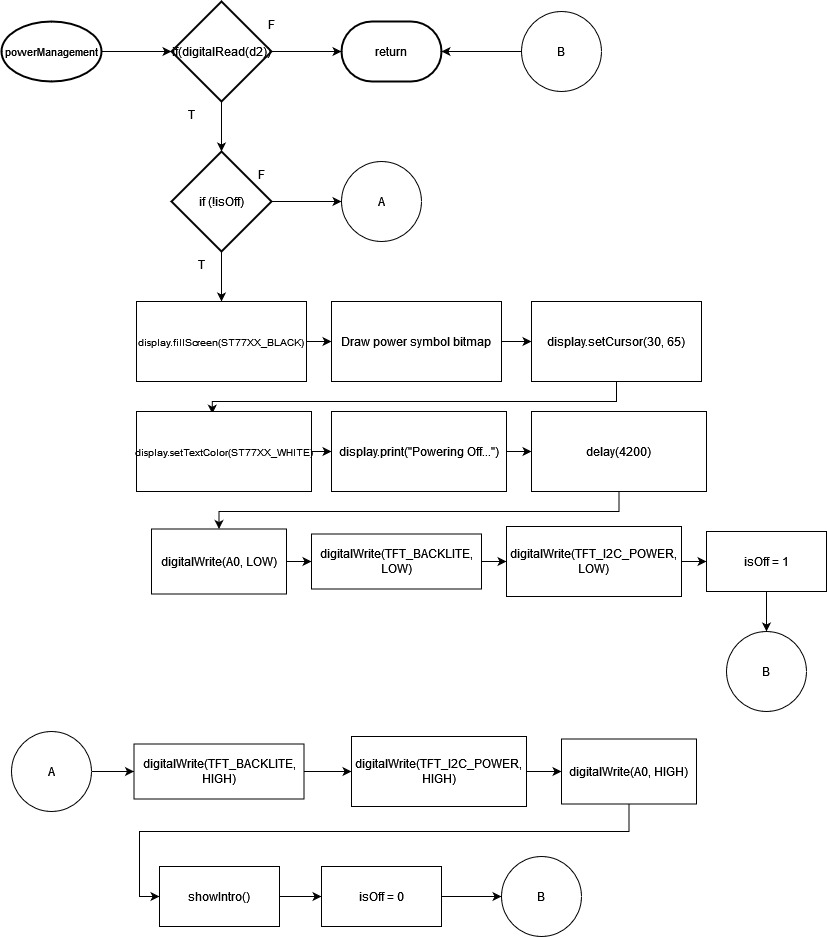 powerManagement
if(digitalRead(d2))
F
return
B
T
if (!isOff)
F
A
T
display.fillScreen(ST77XX_BLACK)
Draw power symbol bitmap
display.setCursor(30, 65)
display.setTextColor(ST77XX_WHITE)
display.print("Powering Off...")
delay(4200)
digitalWrite(A0, LOW)
digitalWrite(TFT_BACKLITE,
LOW)
digitalWrite(TFT_I2C_POWER,
LOW)
isOff = 1
B
A
digitalWrite(TFT_BACKLITE,
HIGH)
digitalWrite(TFT_I2C_POWER,
HIGH)
digitalWrite(A0, HIGH)
showIntro()
isOff = 0
B